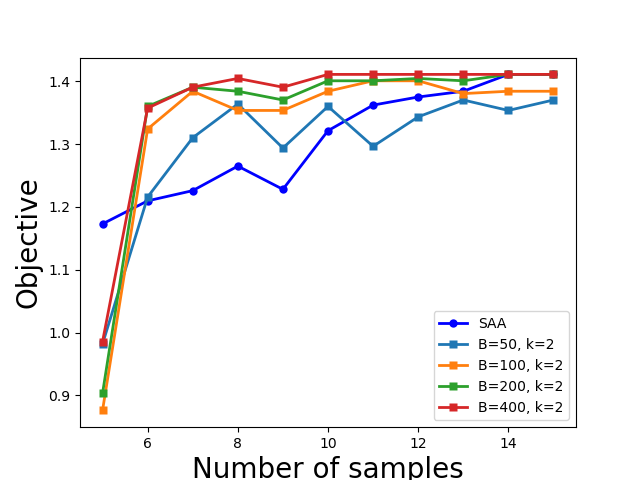 1.4
1.3
1.2
1.1
1.0
0.9
Objective
6 8 10 12 14
Number of samples
SAA
B=50, k=2
B=100, k=2
B=200, k=2
B=400, k=2